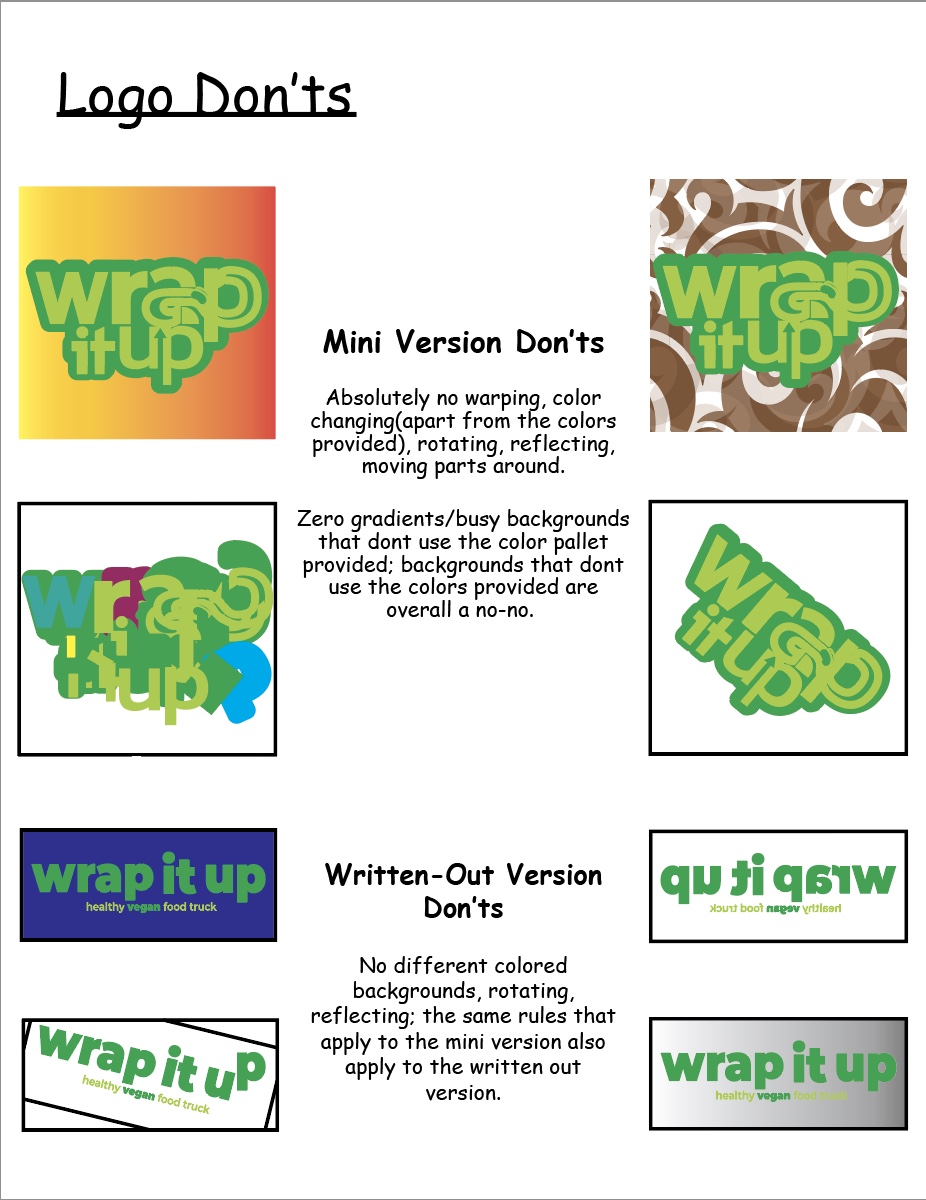 Logo Don'ts
wrap
it up
wrap
it up
Mini Version Don'ts
Absolutely no warping, color
changing(apart from the colors
provided), rotating, reflecting,
moving parts around.
Zero gradients/busy backgrounds
that dont use the color pallet
provided; backgrounds that dont
use the colors provided are
overall a no-no.
wrap
itup
wrap
it up
wrap it up
healthy vegan food truck
wrap it up
healthy vegan food truck
Written-Out Version
Don'ts
No different colored
backgrounds, rotating,
reflecting; the same rules that
apply to the mini version also
apply to the written out
version.
wrap it up
healthy vegan food truck
wrap it up
healthy vegan food truck